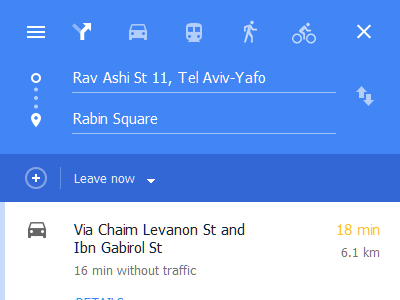 Rav Ashi St 11, Tel Aviv-Yafo
Rabin Square
Leave now
Via Chaim Levanon St and 18 min
Ibn Gabirol St 6.1 km
16 min without traffic
DETAILS